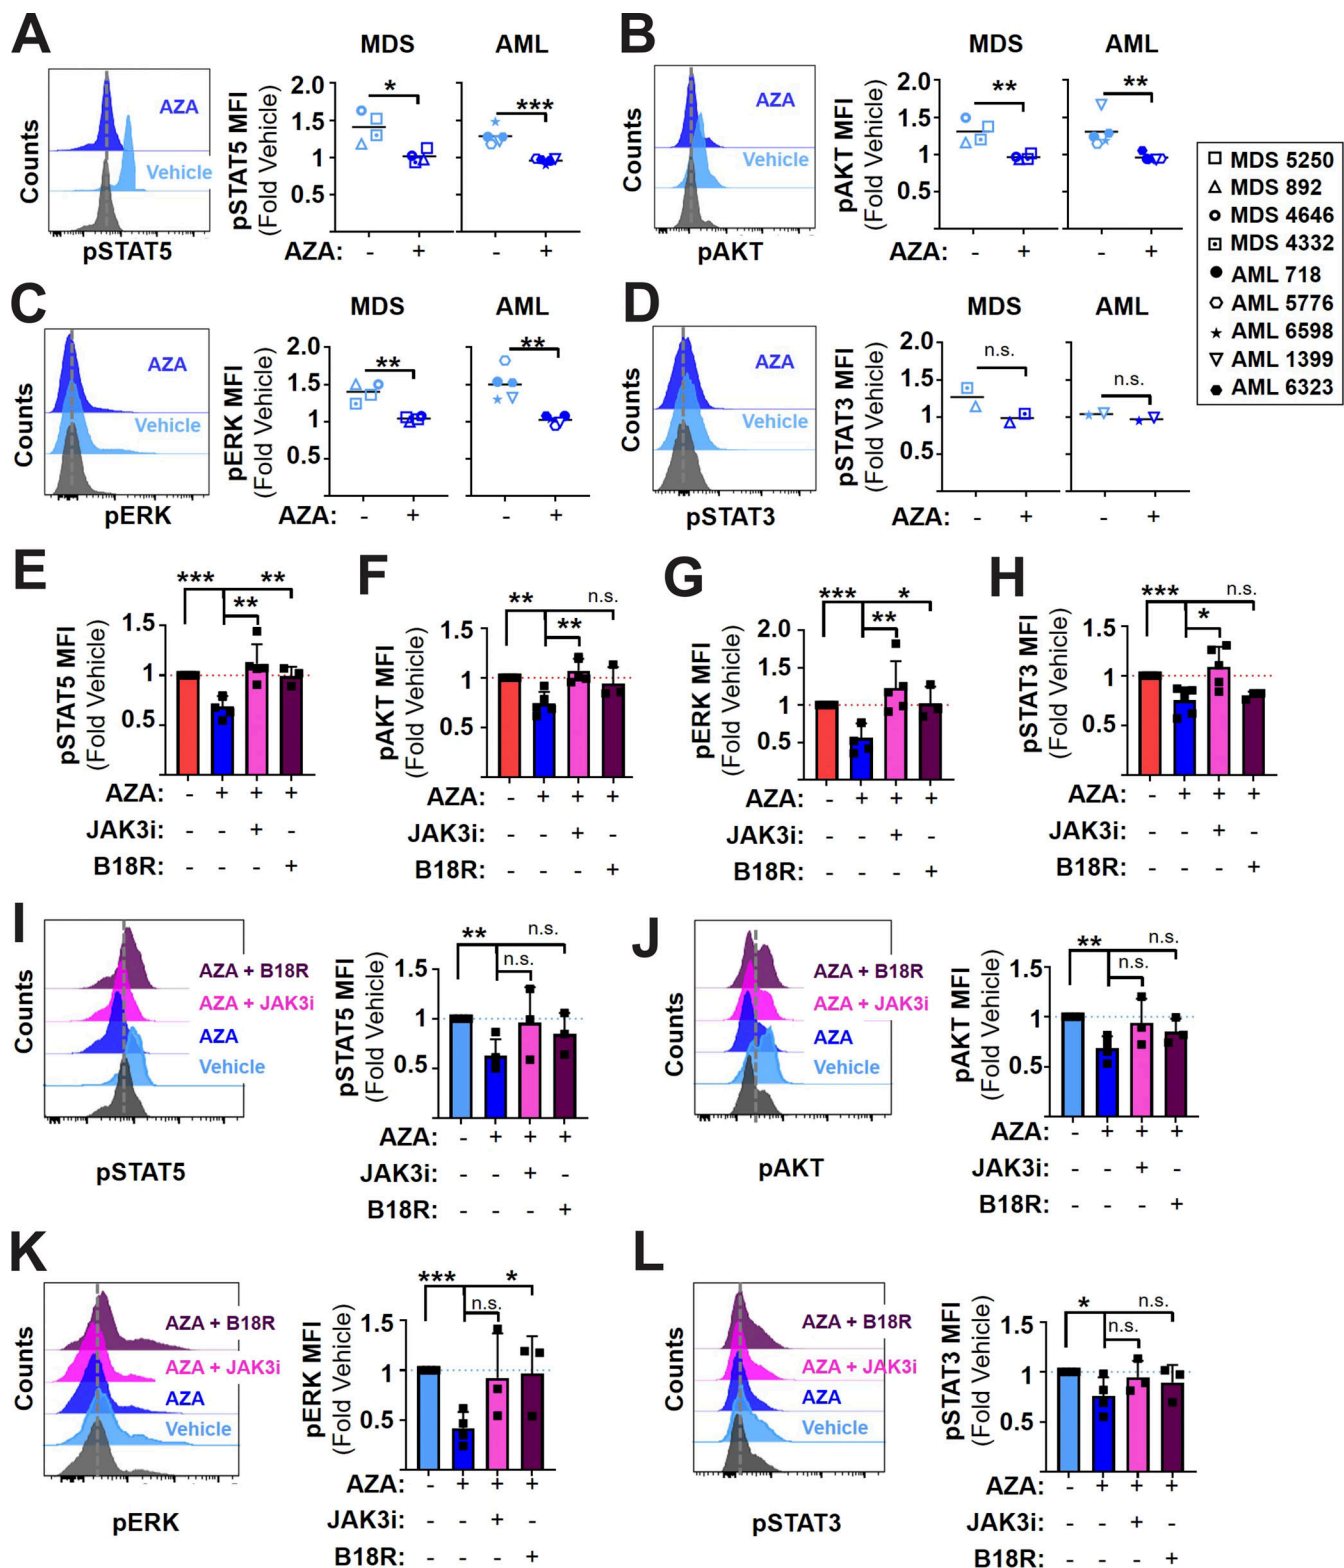 A
MDS
AML
Counts
AZA
Vehicle
pSTAT5
pSTAT5 MFI
(Fold Vehicle)
2.0
1.5
1
0.5
*
***
AZA: - + - +
B
MDS
AML
Counts
AZA
Vehicle
pAKT
pAKT MFI
(Fold Vehicle)
2.0
1.5
1
0.5
**
**
AZA: - + - +
MDS 5250
MDS 892
MDS 4646
MDS 4332
AML 718
AML 5776
AML 6598
AML 1399
AML 6323
C
MDS
AML
Counts
AZA
Vehicle
pERK
pERK MFI
(Fold Vehicle)
2.0
1.5
1
0.5
**
**
AZA: - + - +
D
MDS
AML
Counts
AZA
Vehicle
pSTAT3
pSTAT3 MFI
(Fold Vehicle)
2.0
1.5
1
0.5
n.s.
n.s.
AZA: - + - +
E
*** **
**
pSTAT5 MFI
(Fold Vehicle)
1.5
1
0.5
AZA: - + + +
JAK3i: - - + -
B18R: - - - +
F
** n.s.
**
pAKT MFI
(Fold Vehicle)
1.5
1
0.5
AZA: - + + +
JAK3i: - - + -
B18R: - - - +
G
*** *
**
pERK MFI
(Fold Vehicle)
2.0
1.5
1
0.5
AZA: - + + +
JAK3i: - - + -
B18R: - - - +
H
*** n.s.
*
pSTAT3 MFI
(Fold Vehicle)
1.5
1
0.5
AZA: - + + +
JAK3i: - - + -
B18R: - - - +
I
Counts
AZA + B18R
AZA + JAK3i
AZA
Vehicle
pSTAT5
** n.s.
n.s.
pSTAT5 MFI
(Fold Vehicle)
1.5
1
0.5
AZA: - + + +
JAK3i: - - + -
B18R: - - - +
J
Counts
AZA + B18R
AZA + JAK3i
AZA
Vehicle
pAKT
** n.s.
n.s.
pAKT MFI
(Fold Vehicle)
1.5
1
0.5
AZA: - + + +
JAK3i: - - + -
B18R: - - - +
K
Counts
AZA + B18R
AZA + JAK3i
AZA
Vehicle
pERK
*** *
n.s.
pERK MFI
(Fold Vehicle)
1.5
1
0.5
AZA: - + + +
JAK3i: - - + -
B18R: - - - +
L
Counts
AZA + B18R
AZA + JAK3i
AZA
Vehicle
pSTAT3
* n.s.
n.s.
pSTAT3 MFI
(Fold Vehicle)
1.5
1
0.5
AZA: - + + +
JAK3i: - - + -
B18R: - - - +